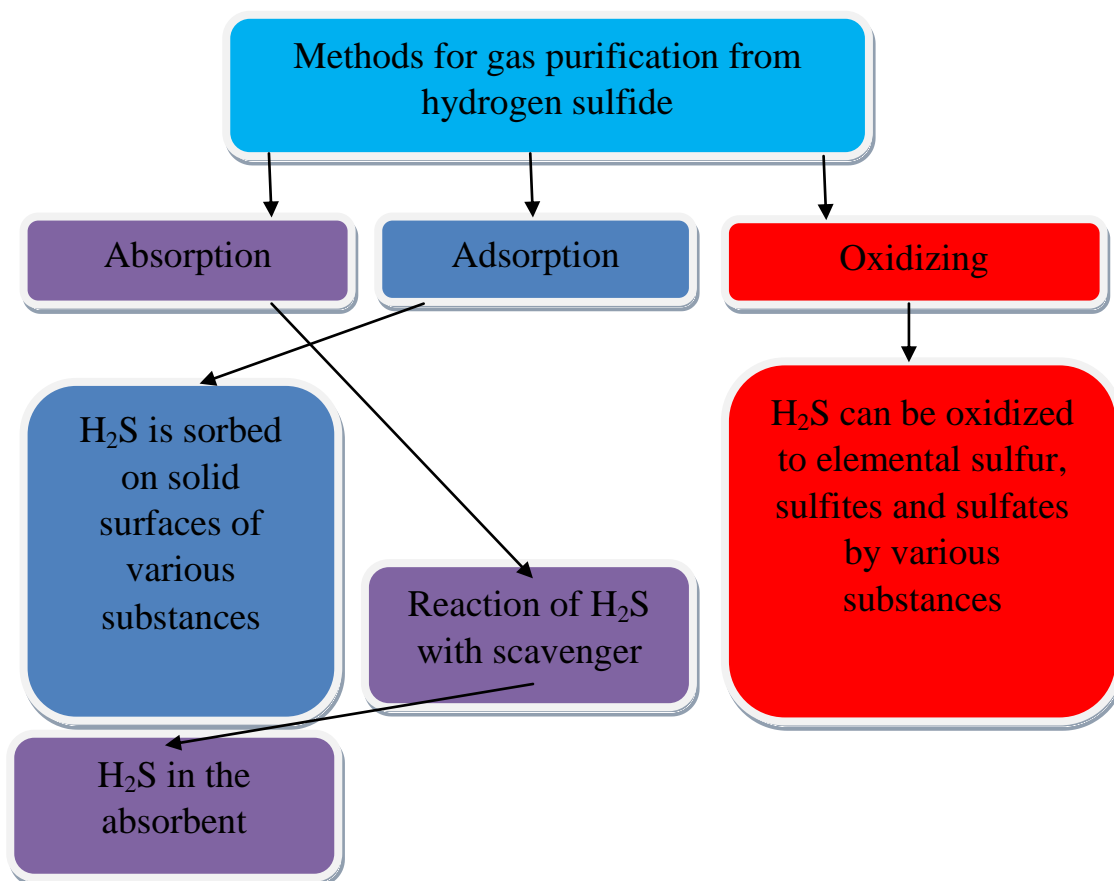 Methods for gas purification from
hydrogen sulfide
Absorption
Adsorption
Oxidizing
H₂S is sorbed
on solid
surfaces of
various
substances
H₂S can be oxidized
to elemental sulfur,
sulfites and sulfates
by various
substances
Reaction of H₂S
with scavenger
H₂S in the
absorbent